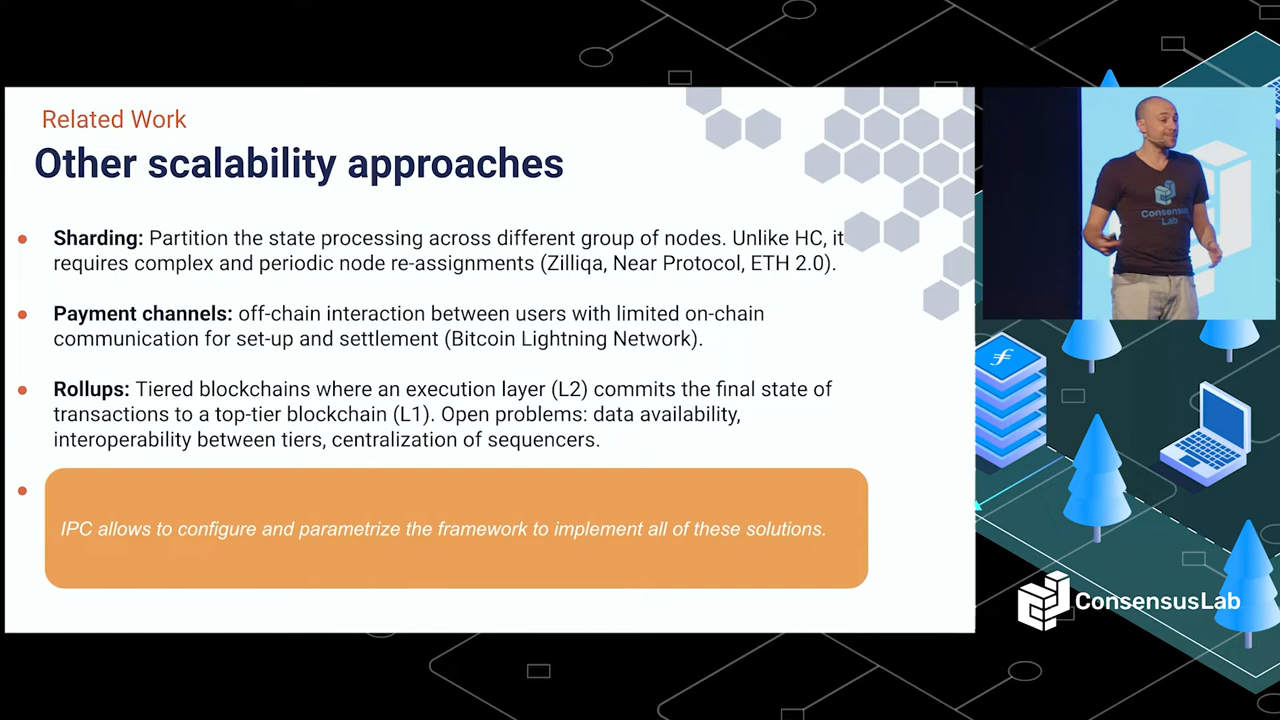 Related Work
Other scalability approaches
Sharding: Partition the state processing across different group of nodes. Unlike HC, it
requires complex and periodic node re-assignments (Zilliqa, Near Protocol, ETH 2.0).
Payment channels: off-chain interaction between users with limited on-chain
communication for set-up and settlement (Bitcoin Lightning Network).
Rollups: Tiered blockchains where an execution layer (L2) commits the final state of
transactions to a top-tier blockchain (L1). Open problems: data availability,
interoperability between tiers, centralization of sequencers.
IPC allows to configure and parametrize the framework to implement all of these solutions.
Consensus
Lab
ConsensusLab